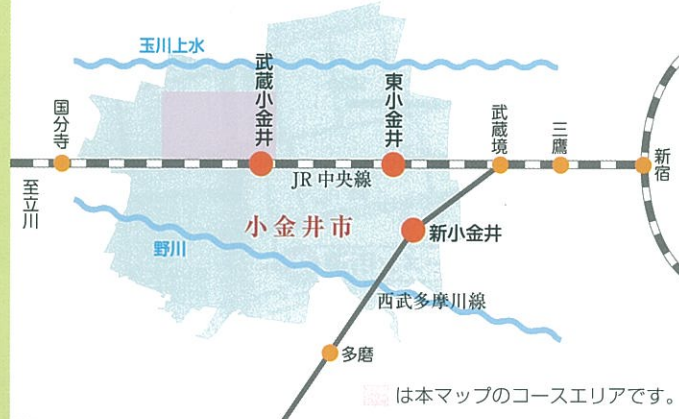 玉川上水
武蔵小金井
東小金井
国分寺
武蔵境
三鷹
新宿
JR中央線
至立川
小金井市
新小金井
野川
西武多摩川線
多磨
は本マップのコースエリアです。